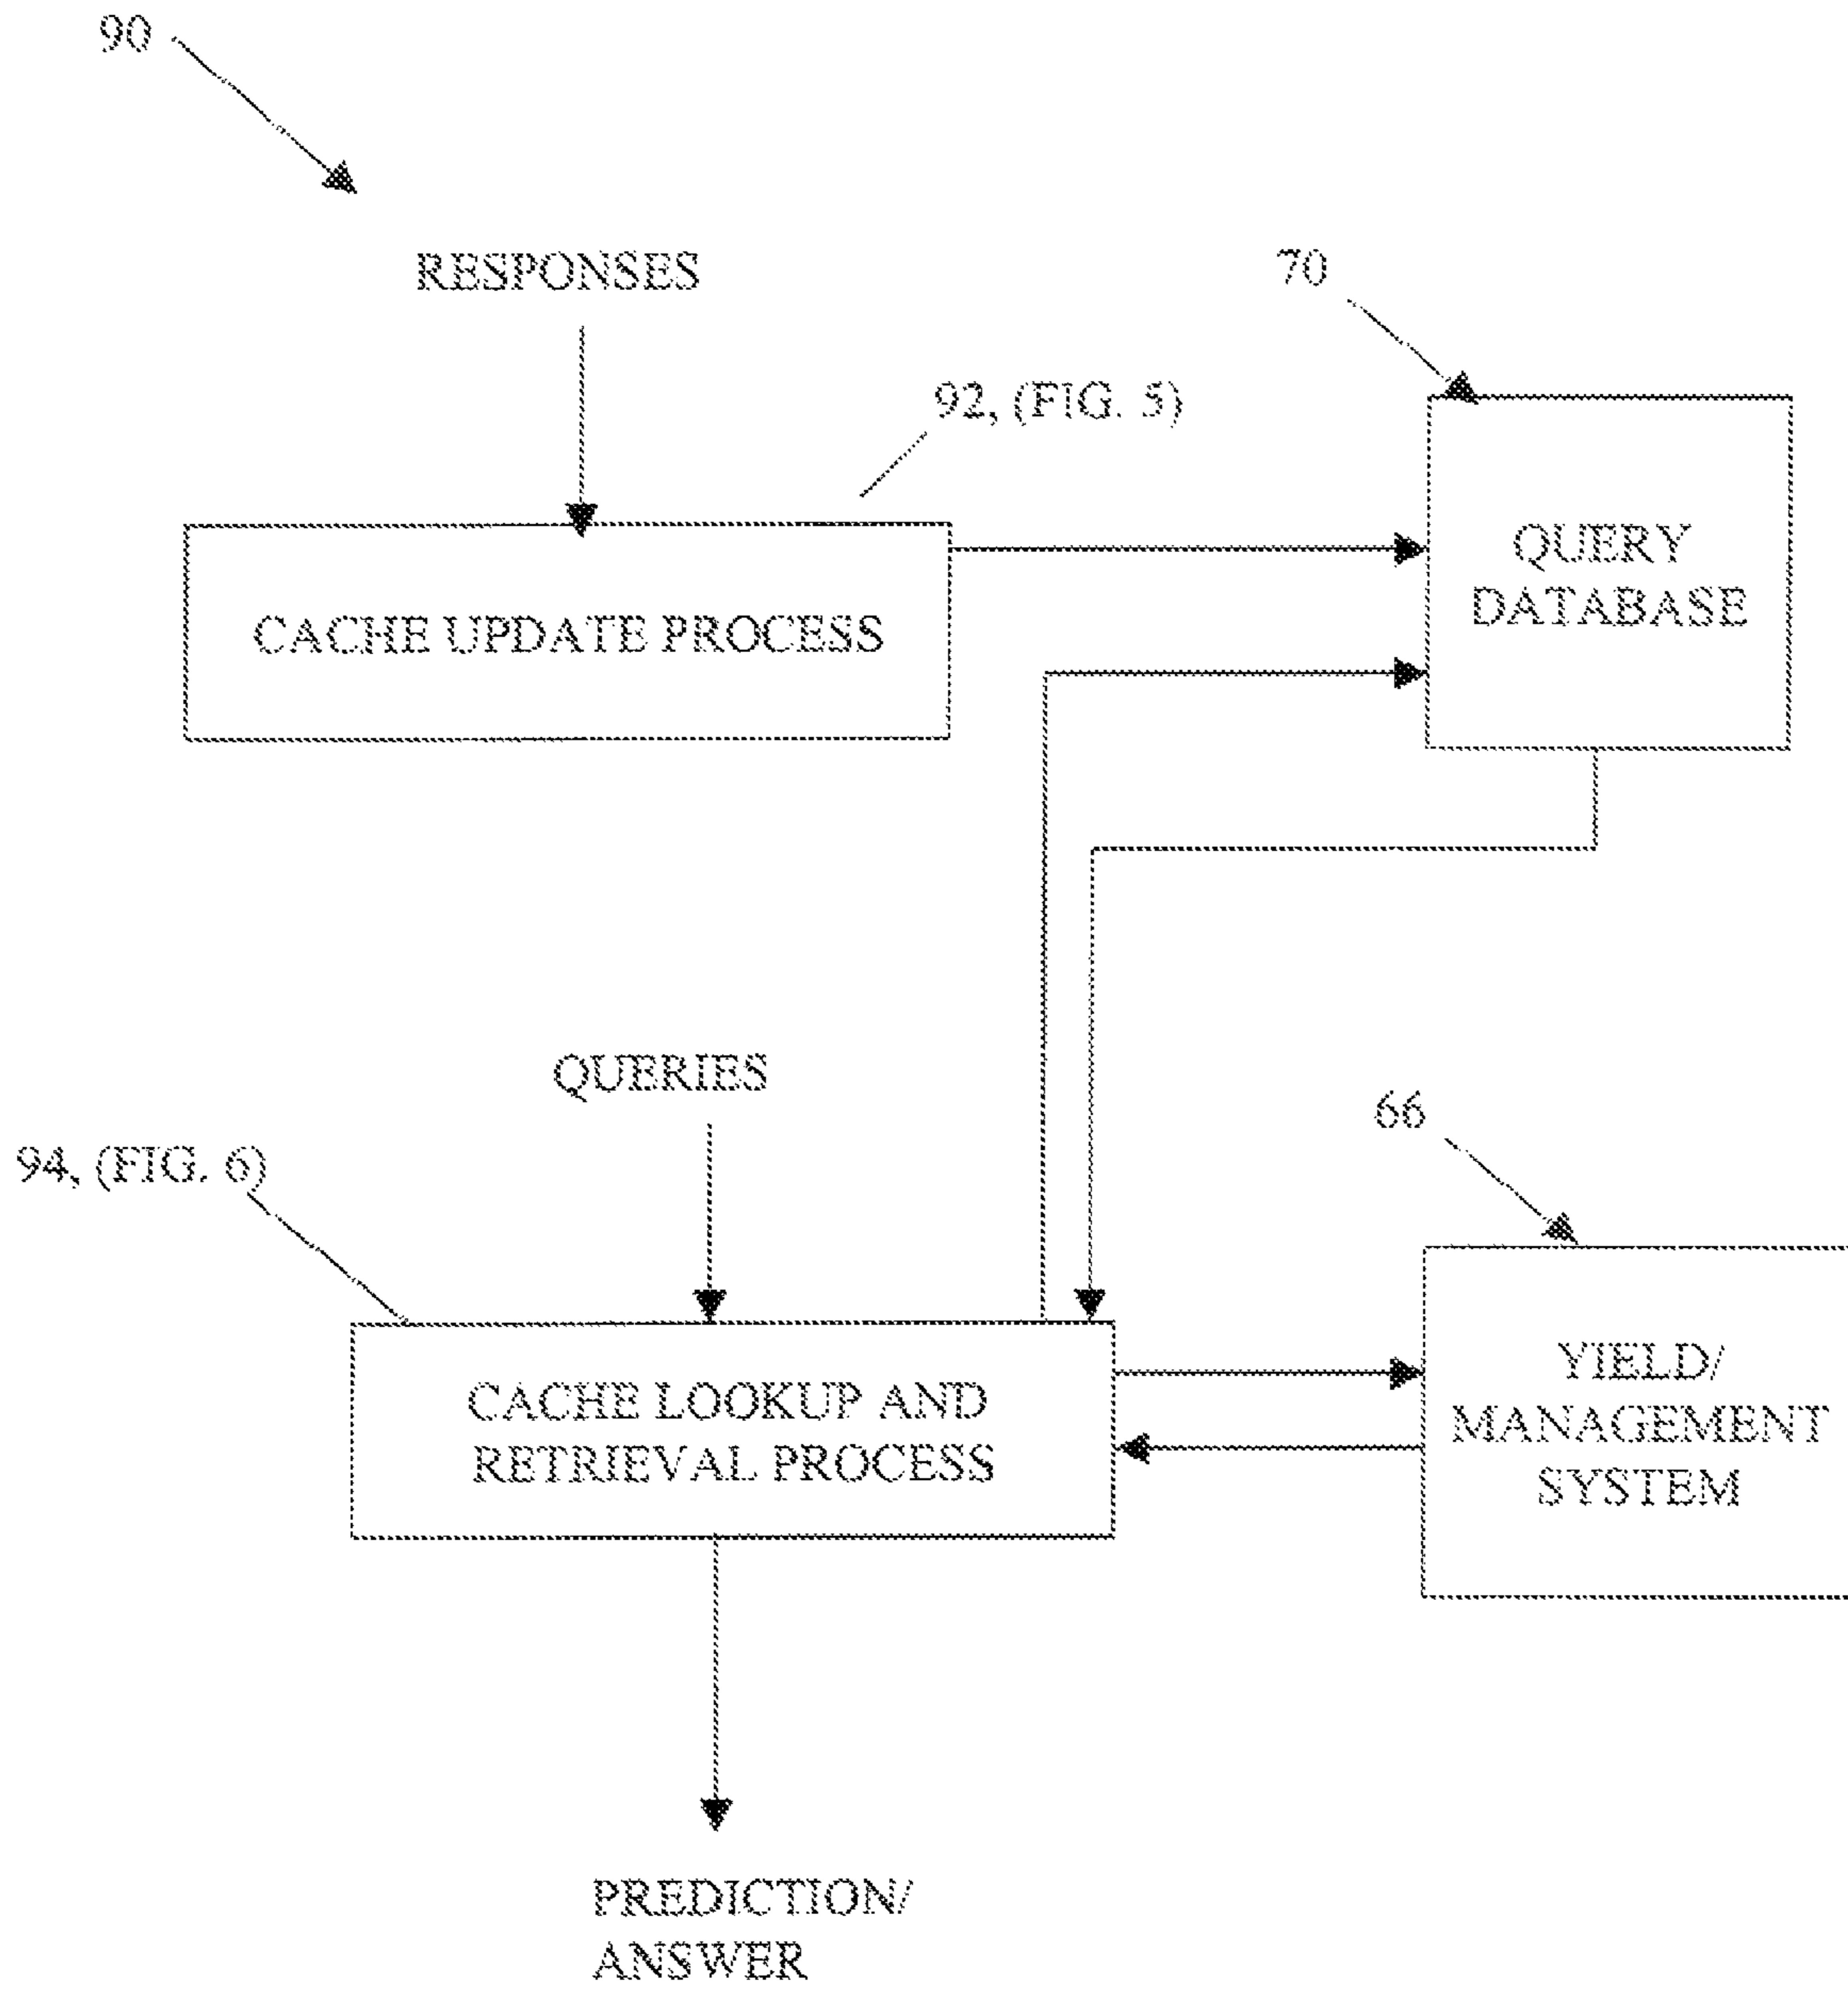 90
RESPONSES
70
92, (FIG. 5)
QUERY
DATABASE
CACHE UPDATE PROCESS
QUERIES
66
94, (FIG. 6)
YIELD/
MANAGEMENT
SYSTEM
CACHE LOOKUP AND
RETRIEVAL PROCESS
PREDICTION/
ANSWER